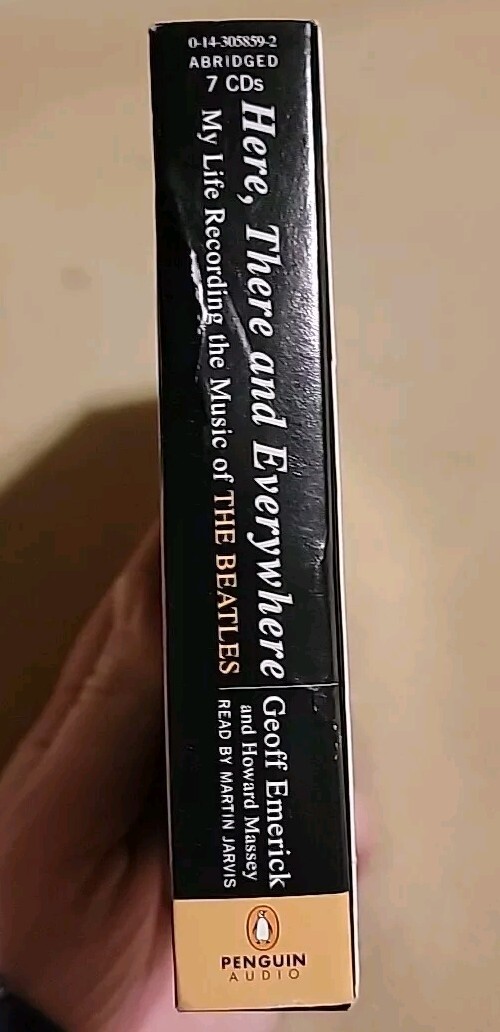 0-14-305859-2
ABRIDGED
7 CDs
Here, There and Everywhere
My Life Recording the Music of THE BEATLES
Geoff Emerick
and Howard Massey
READ BY MARTIN JARVIS
PENGUIN
AUDIO